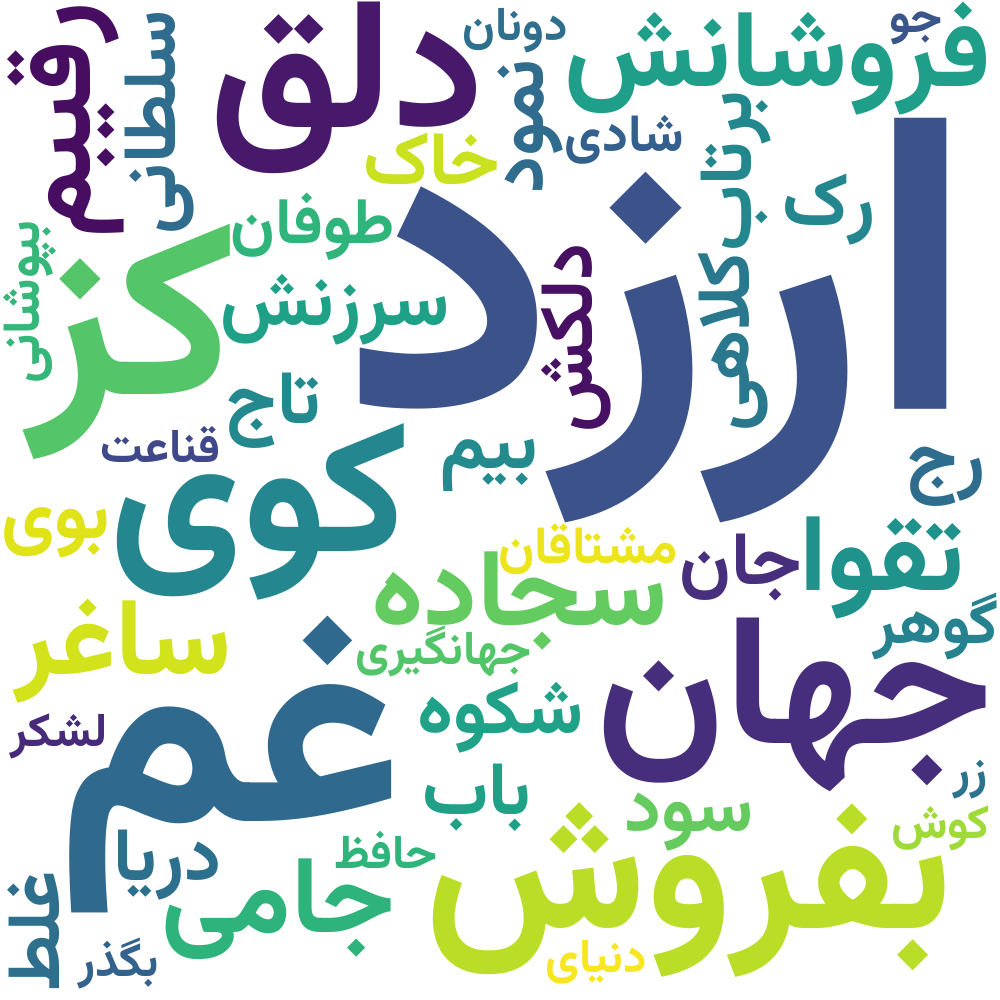 جو
دونان
فروشانش
دلق
رقیبم
سلطانی
نمود
شادی
برتاب
خاک
رک
ارزد
طوفان
بپوشانی
کز
سرزنش
دلکش
کلاهی
تاج
قناعت
بیم
رج
کوی
بوی
مشتاقان
جان
تقوا
سجاده
گوهر
ساغر
جهانگیری
جهان
غم
شکوه
لشکر
باب
زر
سود
کوش
بفروش
دریا
حافظ
جامی
غلط
دنیای
بگذر